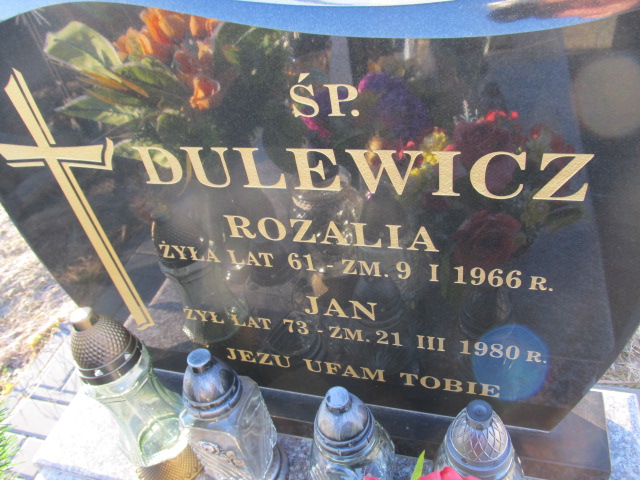 ŚP.
DULEWICZ
ROZALIA
ŻYŁA LAT 61 - ZM. 9 I 1966 R.
JAN
ŻYŁ LAT 73 - ZM. 21 III 1980 R.
JEZU UFAM TOBIE